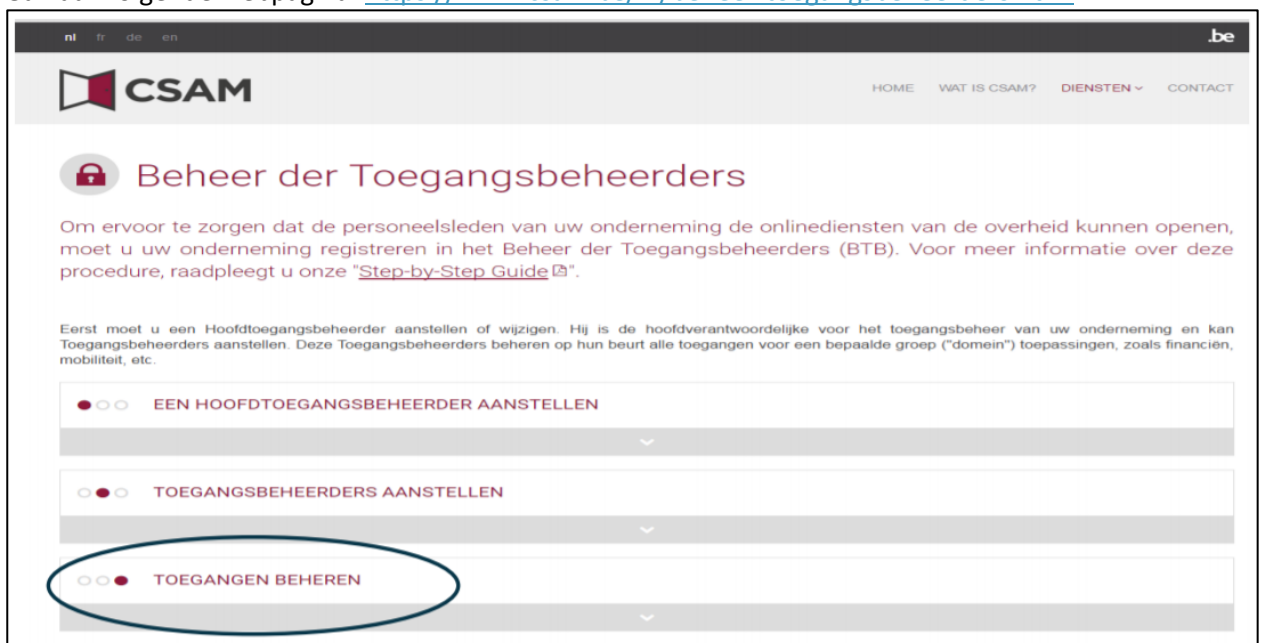 nl fr de en .be
CSAM
HOME WAT IS CSAM? DIENSTEN CONTACT
Beheer der Toegangsbeheerders
Om ervoor te zorgen dat de personeelsleden van uw onderneming de onlinediensten van de overheid kunnen openen,
moet u uw onderneming registreren in het Beheer der Toegangsbeheerders (BTB). Voor meer informatie over deze
procedure, raadpleegt u onze "Step-by-Step Guide".
Eerst moet u een Hoofdtoegangsbeheerder aanstellen of wijzigen. Hij is de hoofdverantwoordelijke voor het toegangsbeheer van uw onderneming en kan
Toegangsbeheerders aanstellen. Deze Toegangsbeheerders beheren op hun beurt alle toegangen voor een bepaalde groep ("domein") toepassingen, zoals financiën,
mobiliteit, etc.
EEN HOOFDTOEGANGSBEHEERDER AANSTELLEN
TOEGANGSBEHEERDERS AANSTELLEN
TOEGANGEN BEHEREN